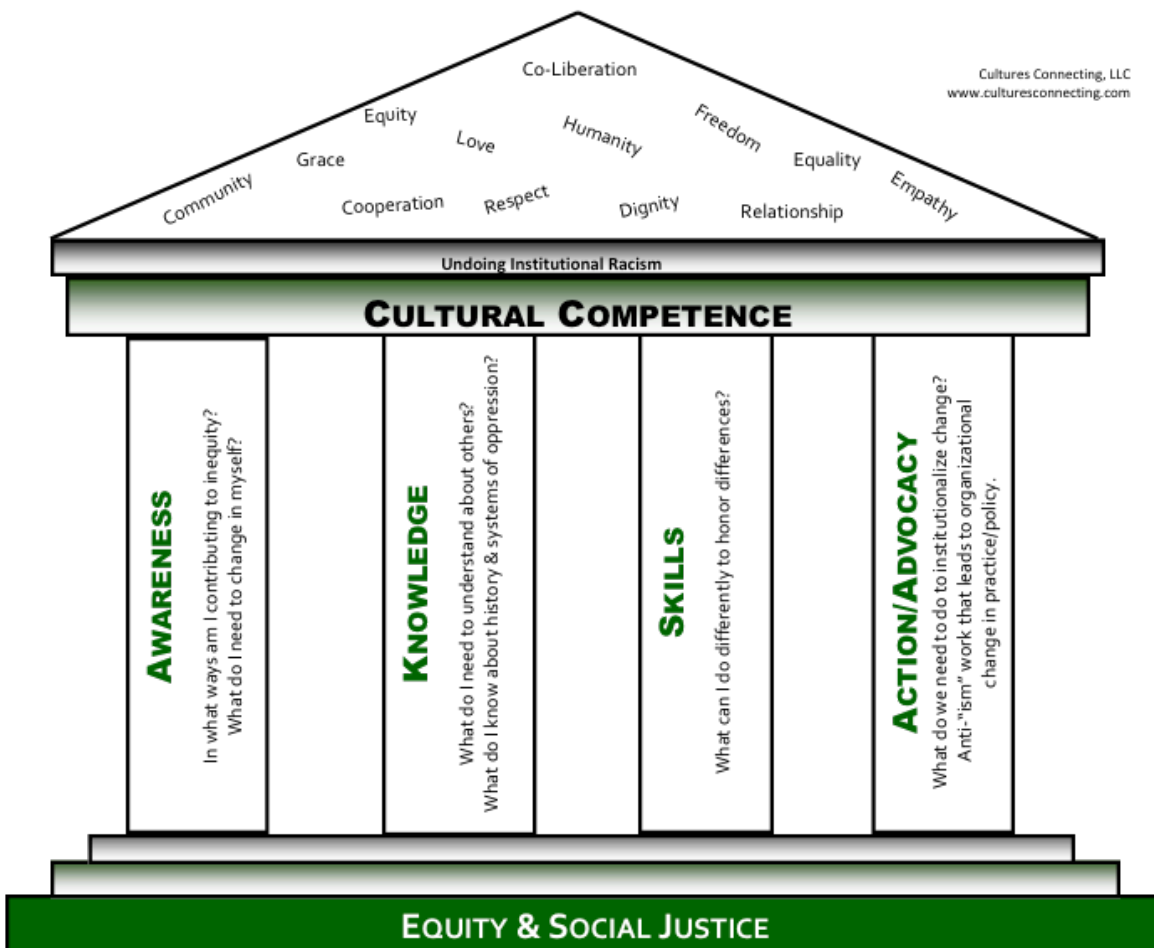 Cultures Connecting, LLC
www.culturesconnecting.com
Co-Liberation
Equity
Love
Humanity
Freedom
Grace
Equality
Community
Cooperation
Respect
Dignity
Relationship
Empathy
Undoing Institutional Racism
CULTURAL COMPETENCE
AWARENESS
In what ways am I contributing to inequity?
What do I need to change in myself?
KNOWLEDGE
What do I need to understand about others?
What do I know about history & systems of oppression?
SKILLS
What can I do differently to honor differences?
ACTION/ADVOCACY
What do we need to do to institutionalize change?
Anti-"ism" work that leads to organizational
change in practice/policy.
EQUITY & SOCIAL JUSTICE